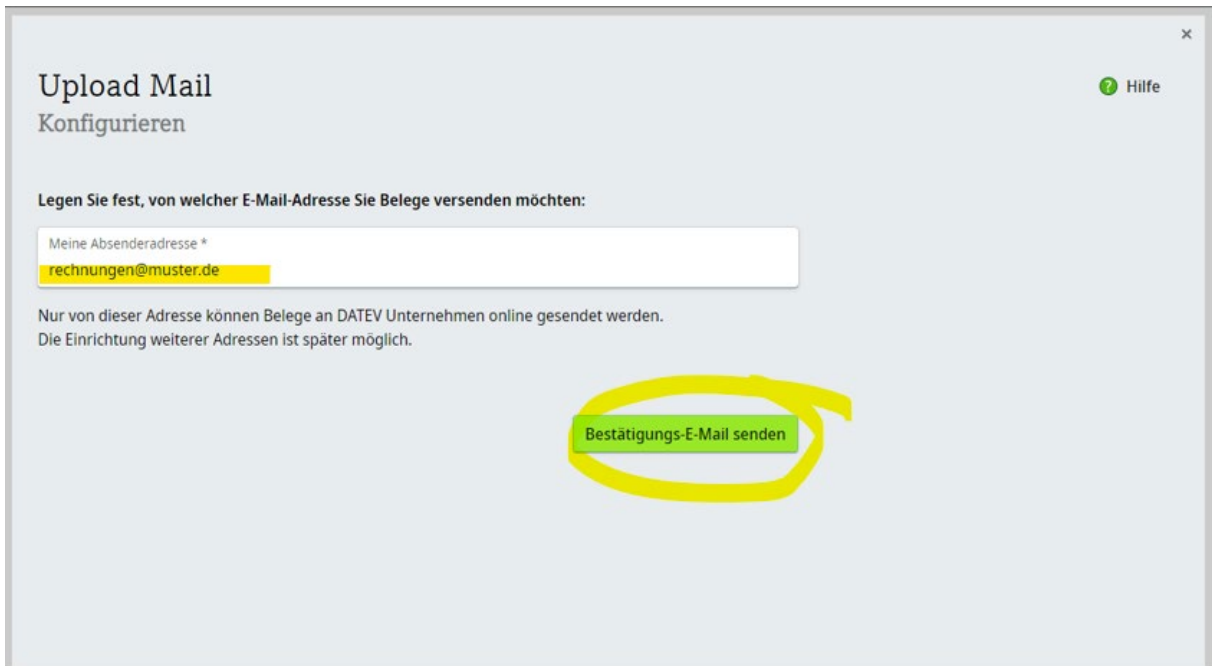 ×
Upload Mail
? Hilfe
Konfigurieren
Legen Sie fest, von welcher E-Mail-Adresse Sie Belege versenden möchten:
Meine Absenderadresse *
rechnungen@muster.de
Nur von dieser Adresse können Belege an DATEV Unternehmen online gesendet werden.
Die Einrichtung weiterer Adressen ist später möglich.
Bestätigungs-E-Mail senden